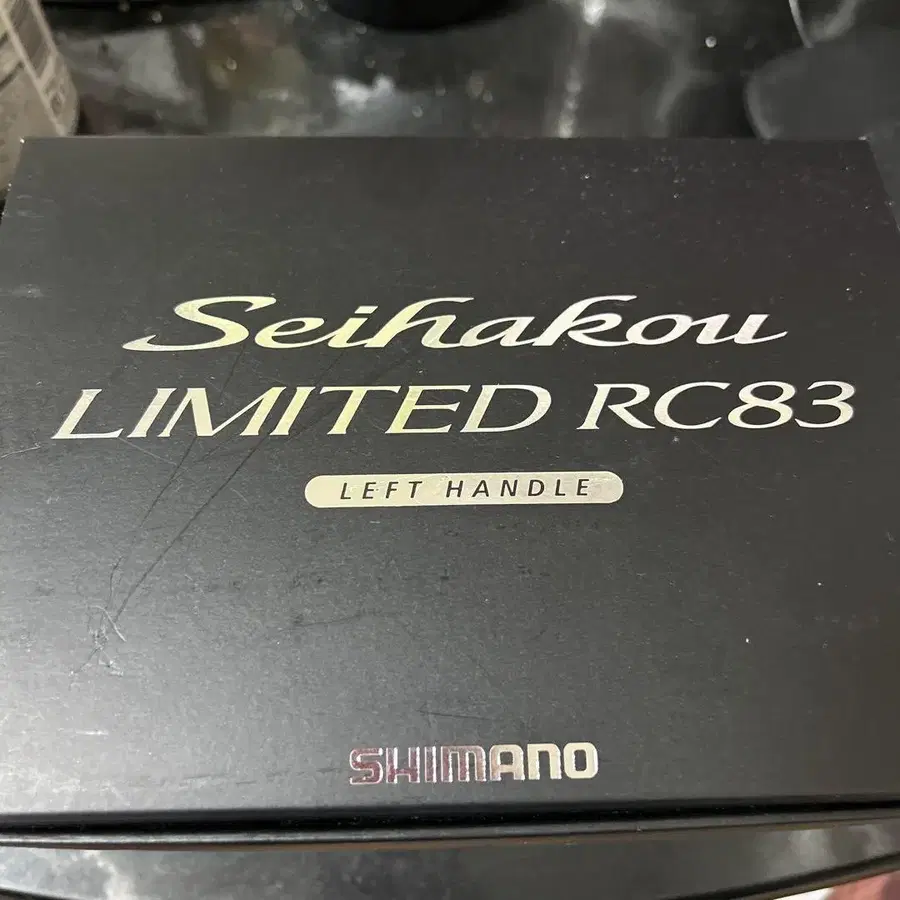 Seihakou
LIMITED RC83
LEFT HANDLE
SHIMANO